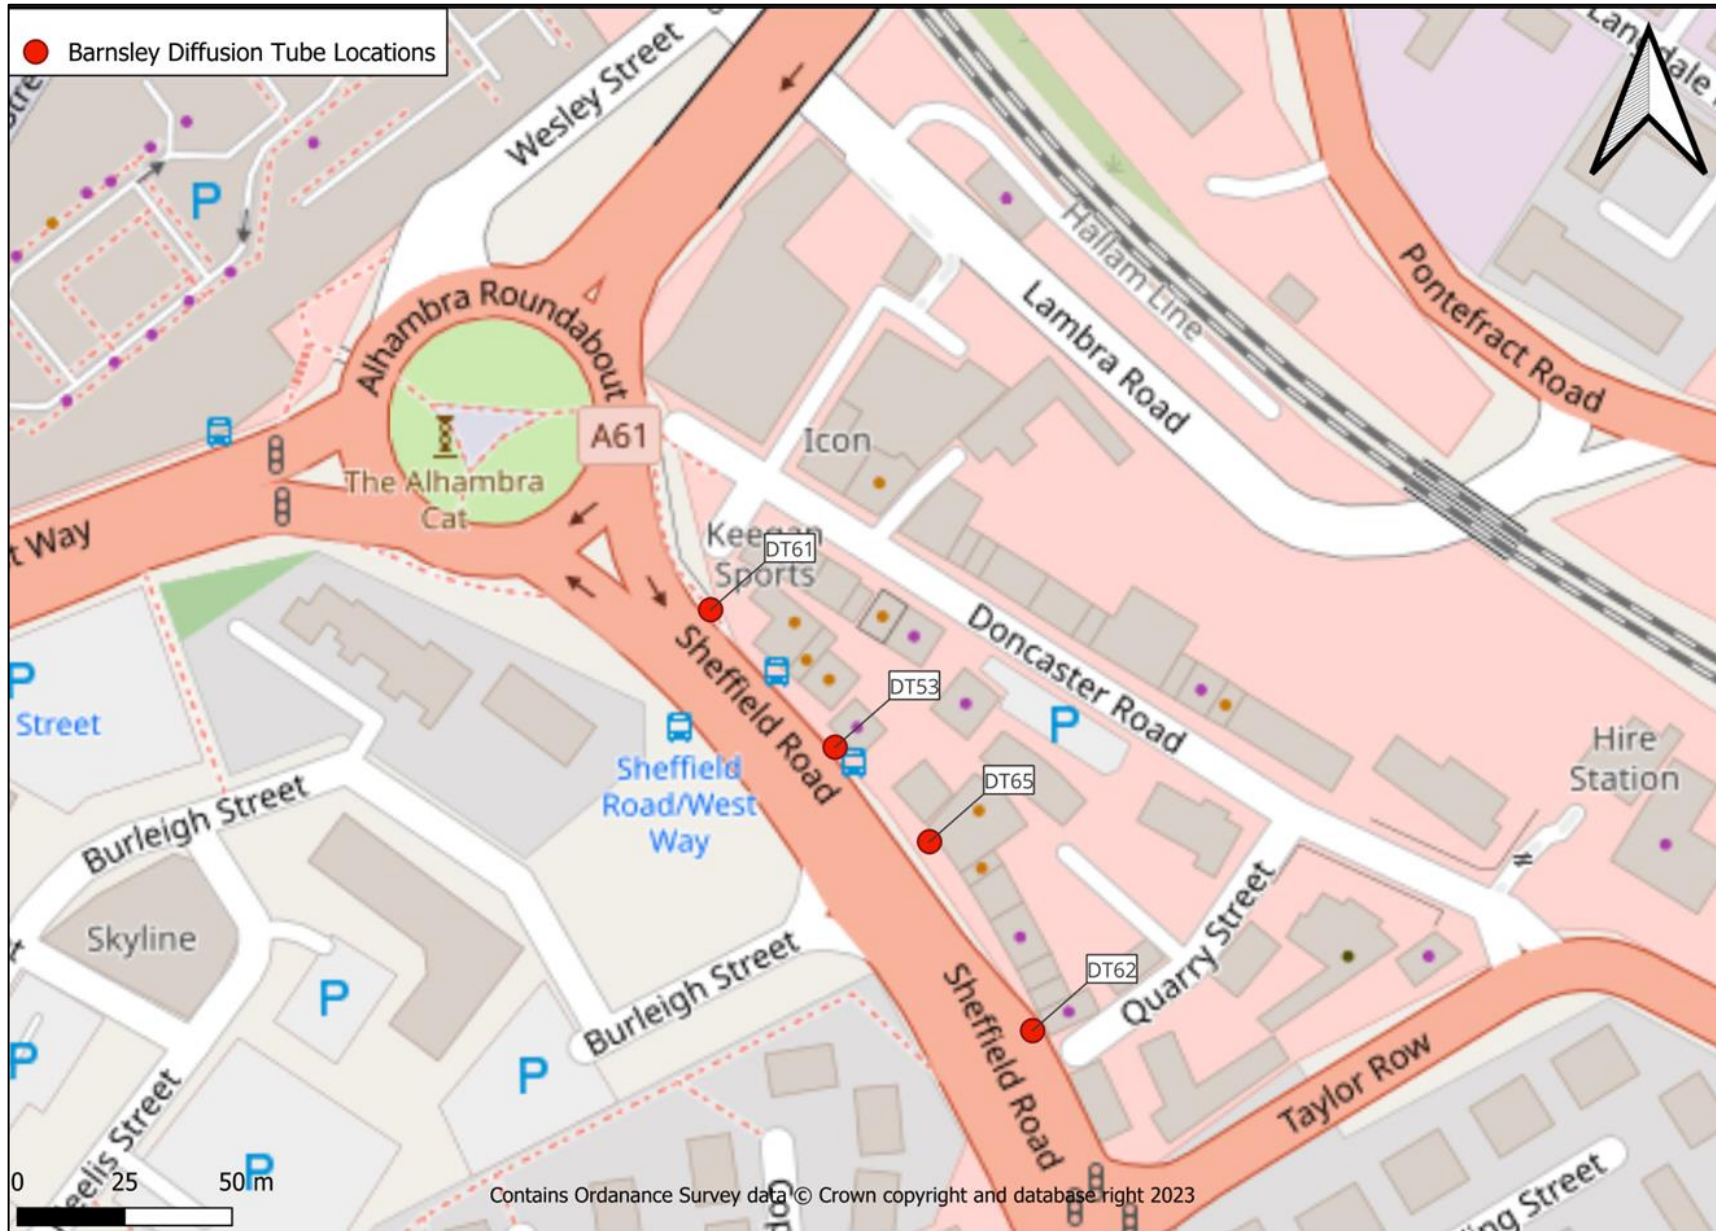 Barnsley Diffusion Tube Locations
Wesley Street
P
Hallam Line
Lambra Road
Pontefract Road
Alhambra Roundabout
A61
Icon
The Alhambra
Cat
Way
Keegan
Sports
DT61
Sheffield Road
Doncaster Road
DT53
P
P
Street
Sheffield
Road/West
Way
Hire
Station
DT65
Burleigh Street
Skyline
P
Burleigh Street
DT62
Quarry Street
Sheffield Road
Taylor Row
P
P
P
Street
0 25 50 m
Contains Ordanance Survey data © Crown copyright and database right 2023